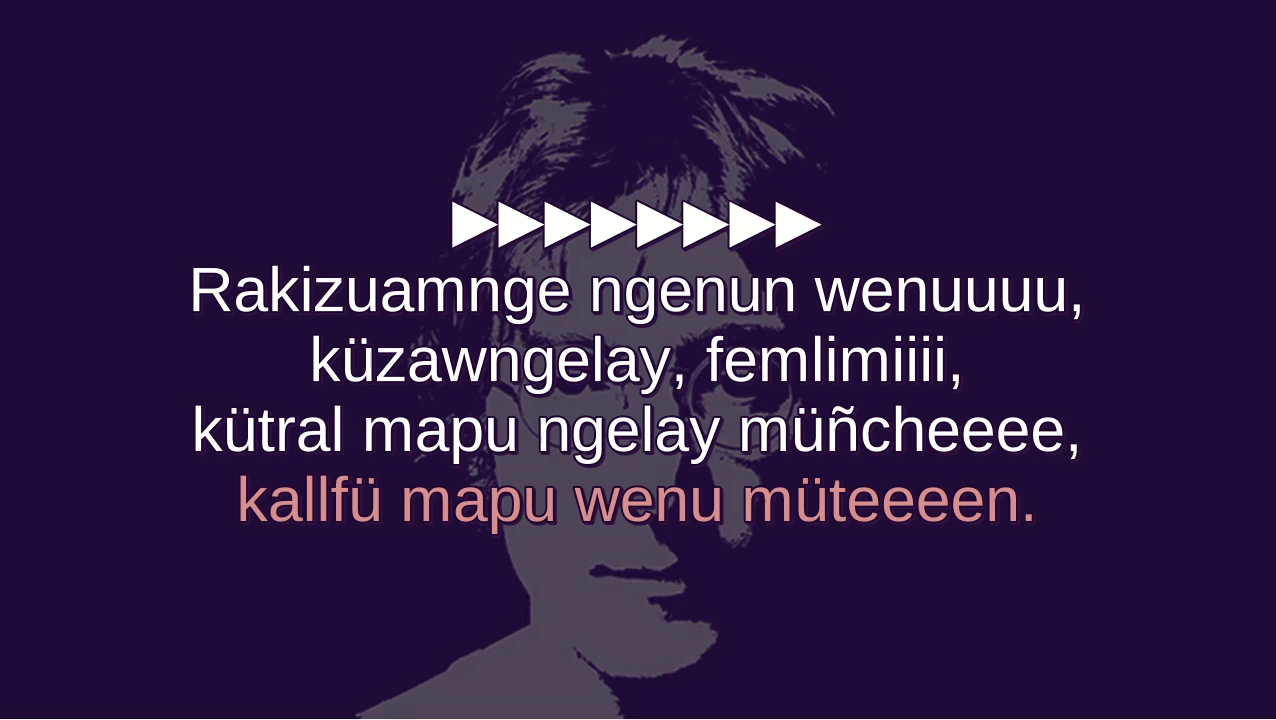 ▶▶▶▶▶▶▶▶
Rakizuamnge ngenun wenuuuu,
küzawngelay, femlimiiii,
kütral mapu ngelay müñcheeee,
kallfü mapu wenu müteeeen.